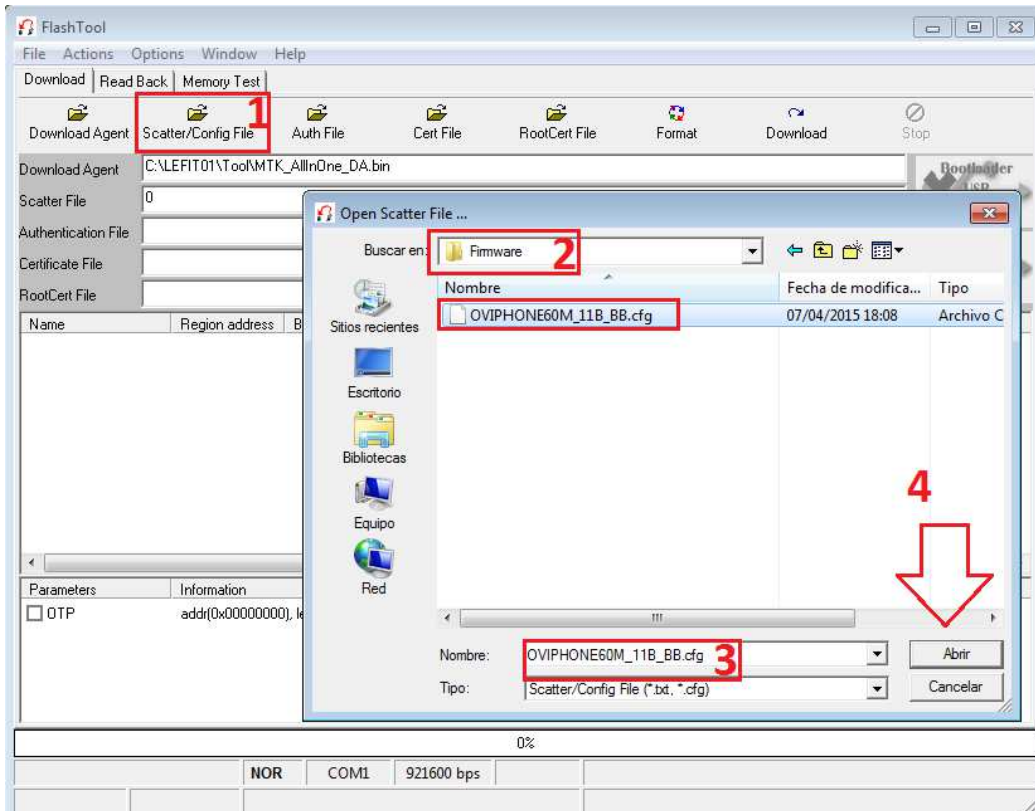 FlashTool
File Actions Options Window Help
Download Read Back Memory Test
1
Download Agent Scatter/Config File Auth File Cert File RootCert File Format Download Stop
Download Agent C:\LEFIT01\Tool\MTK_AllInOne_DA.bin
Bootloader
USB
Scatter File 0
Authentication File
Certificate File
RootCert File
Name Region address B
Parameters Information
OTP addr(0x00000000), le
Open Scatter File ...
Buscar en: Firmware 2
Nombre Fecha de modifica... Tipo
OVIPHONE60M_11B_BB.cfg 07/04/2015 18:08 Archivo C
Sitios recientes
Escritorio
Bibliotecas
Equipo
Red
4
Nombre: OVIPHONE60M_11B_BB.cfg 3 Abrir
Tipo: Scatter/Config File (*.txt, *.cfg) Cancelar
0%
NOR COM1 921600 bps